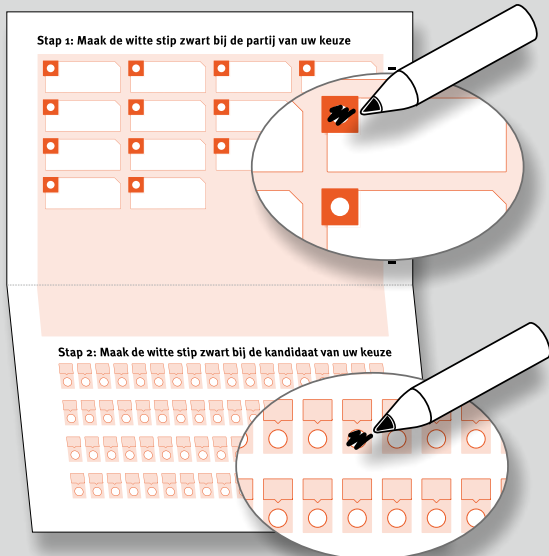 Stap 1: Maak de witte stip zwart bij de partij van uw keuze
Stap 2: Maak de witte stip zwart bij de kandidaat van uw keuze